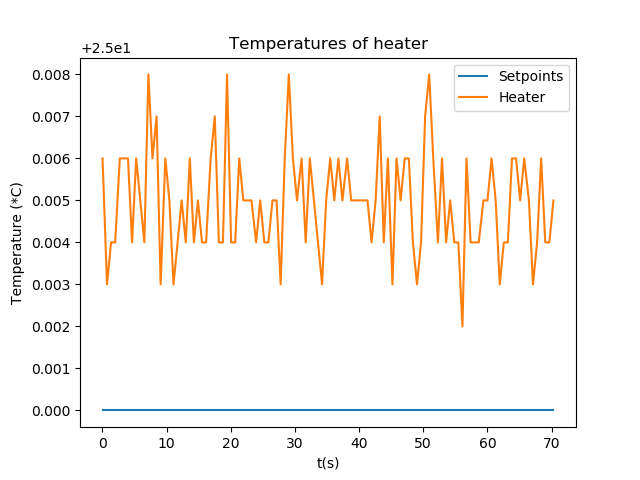 Temperatures of heater
+2.5e1
Setpoints
Heater
0.008
0.007
0.006
0.005
0.004
0.003
0.002
0.001
0.000
Temperature (*C)
0 10 20 30 40 50 60 70
t(s)